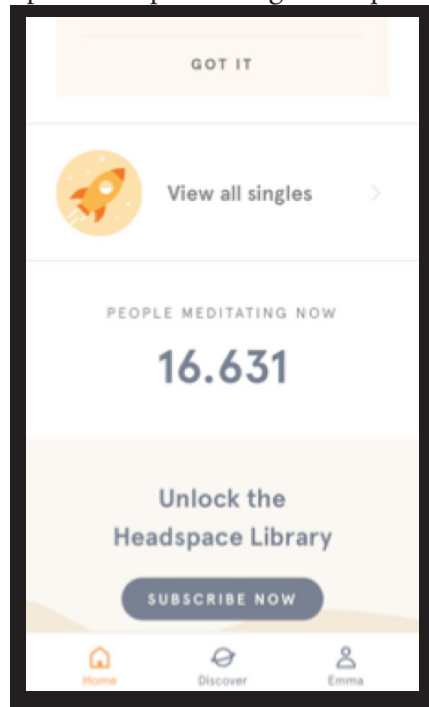 GOT IT
View all singles
PEOPLE MEDITATING NOW
16.631
Unlock the
Headspace Library
SUBSCRIBE NOW
Home
Discover
Emma